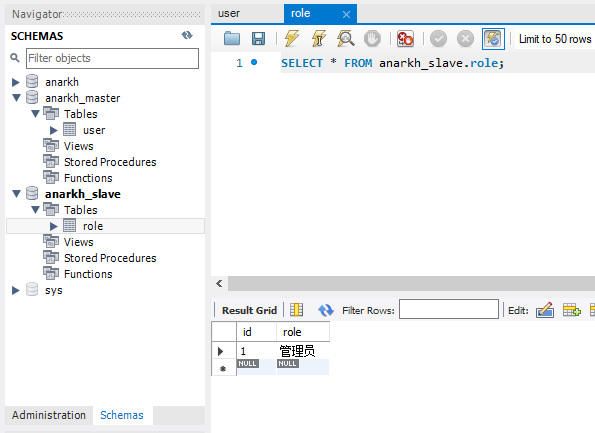 Navigator
SCHEMAS
Filter objects
anarkh
anarkh_master
Tables
user
Views
Stored Procedures
Functions
anarkh_slave
Tables
role
Views
Stored Procedures
Functions
sys
Administration Schemas
user role
Limit to 50 rows
1 SELECT * FROM anarkh_slave.role;
Result Grid Filter Rows: Edit:
id role
1 管理员
NULL NULL